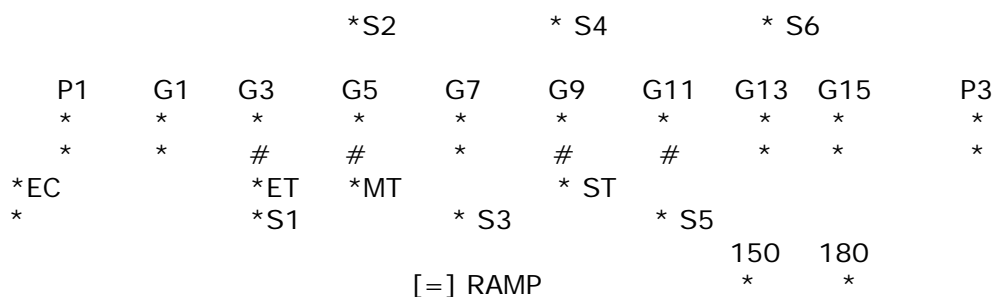 *S2 * S4 * S6
P1 G1 G3 G5 G7 G9 G11 G13 G15 P3
* * * * * * * * * *
* * # # * # # * * *
*EC *ET *MT * ST
* *S1 * S3 * S5
150 180
[=] RAMP * *